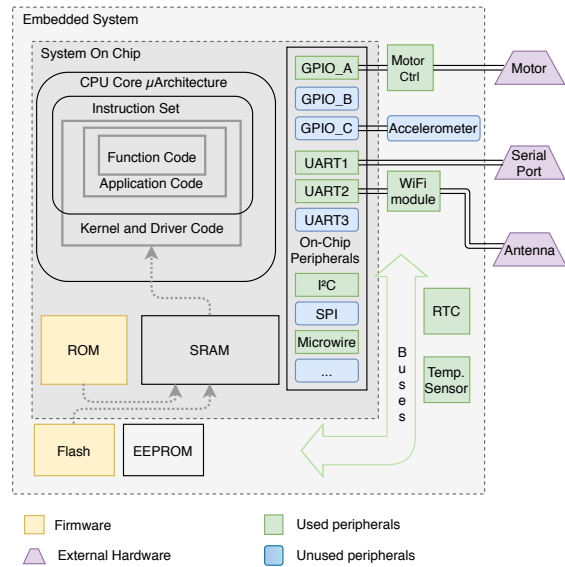 Embedded System
System On Chip
CPU Core µArchitecture
Instruction Set
Function Code
Application Code
Kernel and Driver Code
ROM
SRAM
Flash
EEPROM
GPIO_A
GPIO_B
GPIO_C
UART1
UART2
UART3
On-Chip
Peripherals
I²C
SPI
Microwire
...
Motor
Ctrl
Motor
Accelerometer
Serial
Port
WiFi
module
Antenna
RTC
Temp.
Sensor
Buses
Firmware
Used peripherals
External Hardware
Unused peripherals